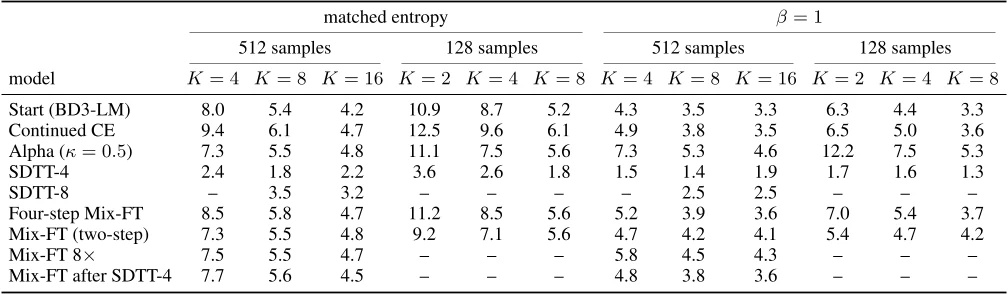 matched entropy β = 1
512 samples 128 samples 512 samples 128 samples
model K = 4 K = 8 K = 16 K = 2 K = 4 K = 8 K = 4 K = 8 K = 16 K = 2 K = 4 K = 8
Start (BD3-LM) 8.0 5.4 4.2 10.9 8.7 5.2 4.3 3.5 3.3 6.3 4.4 3.3
Continued CE 9.4 6.1 4.7 12.5 9.6 6.1 4.9 3.8 3.5 6.5 5.0 3.6
Alpha (κ = 0.5) 7.3 5.5 4.8 11.1 7.5 5.6 7.3 5.3 4.6 12.2 7.5 5.3
SDTT-4 2.4 1.8 2.2 3.6 2.6 1.8 1.5 1.4 1.9 1.7 1.6 1.3
SDTT-8 – 3.5 3.2 – – – – 2.5 2.5 – – –
Four-step Mix-FT 8.5 5.8 4.7 11.2 8.5 5.6 5.2 3.9 3.6 7.0 5.4 3.7
Mix-FT (two-step) 7.3 5.5 4.8 9.2 7.1 5.6 4.7 4.2 4.1 5.4 4.7 4.2
Mix-FT 8× 7.5 5.5 4.7 – – – 5.8 4.5 4.3 – – –
Mix-FT after SDTT-4 7.7 5.6 4.5 – – – 4.8 3.8 3.6 – – –